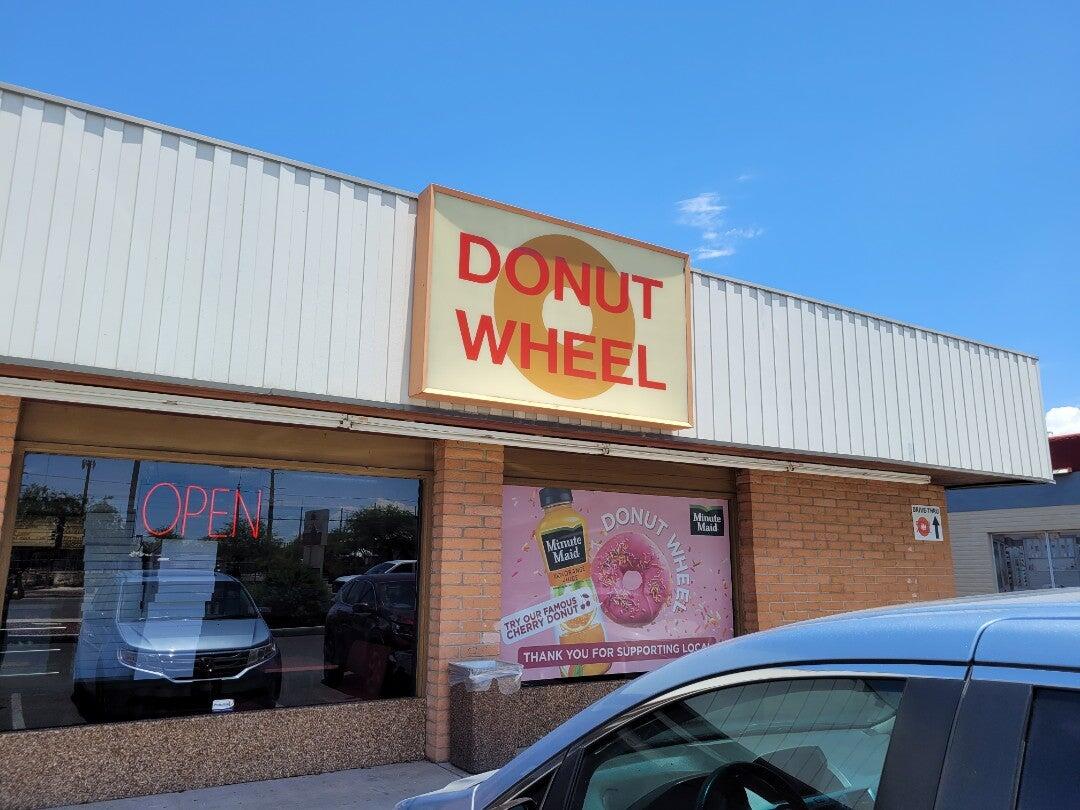 DONUT
WHEEL
OPEN
DONUT WHEEL
Minute
Maid
Minute
Maid
TRY OUR FAMOUS
CHERRY DONUT
THANK YOU FOR SUPPORTING LOCAL
DRIVE-THRU